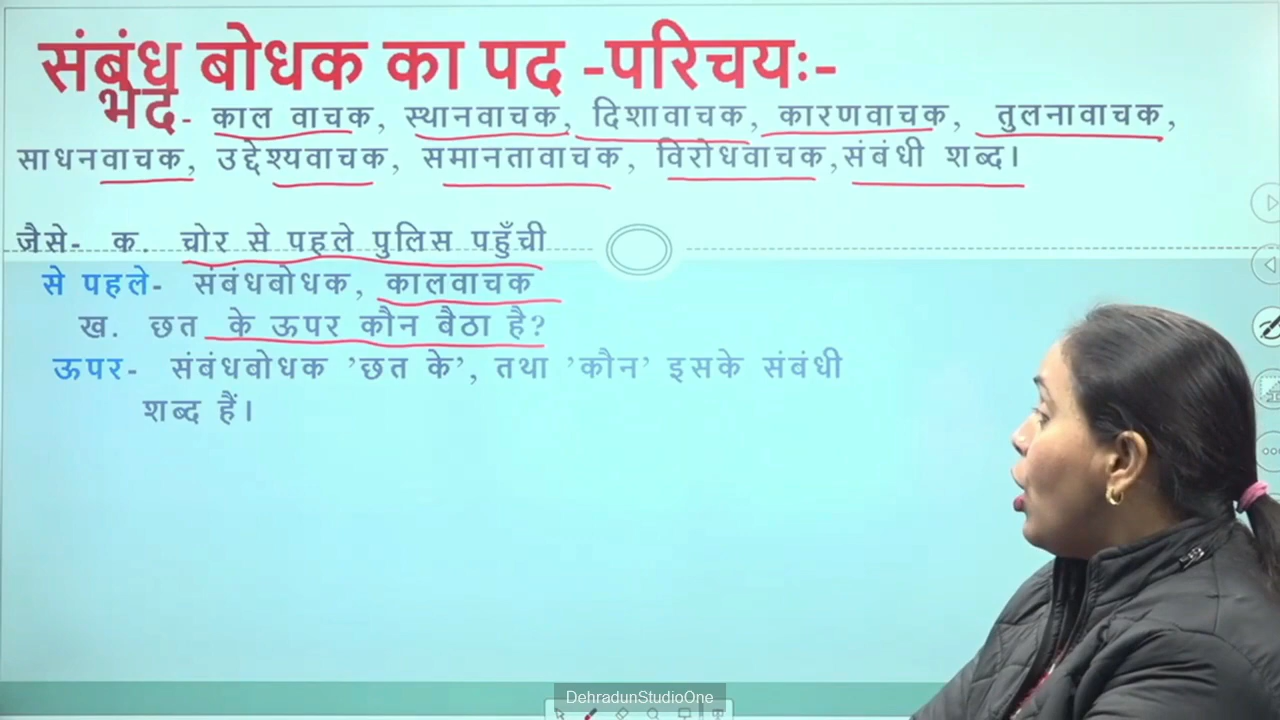 संबंध बोधक का पद -परिचयः-
भेद- काल वाचक, स्थानवाचक, दिशावाचक, कारणवाचक, तुलनावाचक,
साधनवाचक, उद्देश्यवाचक, समानतावाचक, विरोधवाचक,संबंधी शब्द।
जैसे- क. चोर से पहले पुलिस पहुँची
से पहले- संबंधबोधक, कालवाचक
ख. छत के ऊपर कौन बैठा है?
ऊपर- संबंधबोधक ’छत के’, तथा ’कौन’ इसके संबंधी
शब्द हैं।
DehradunStudioOne